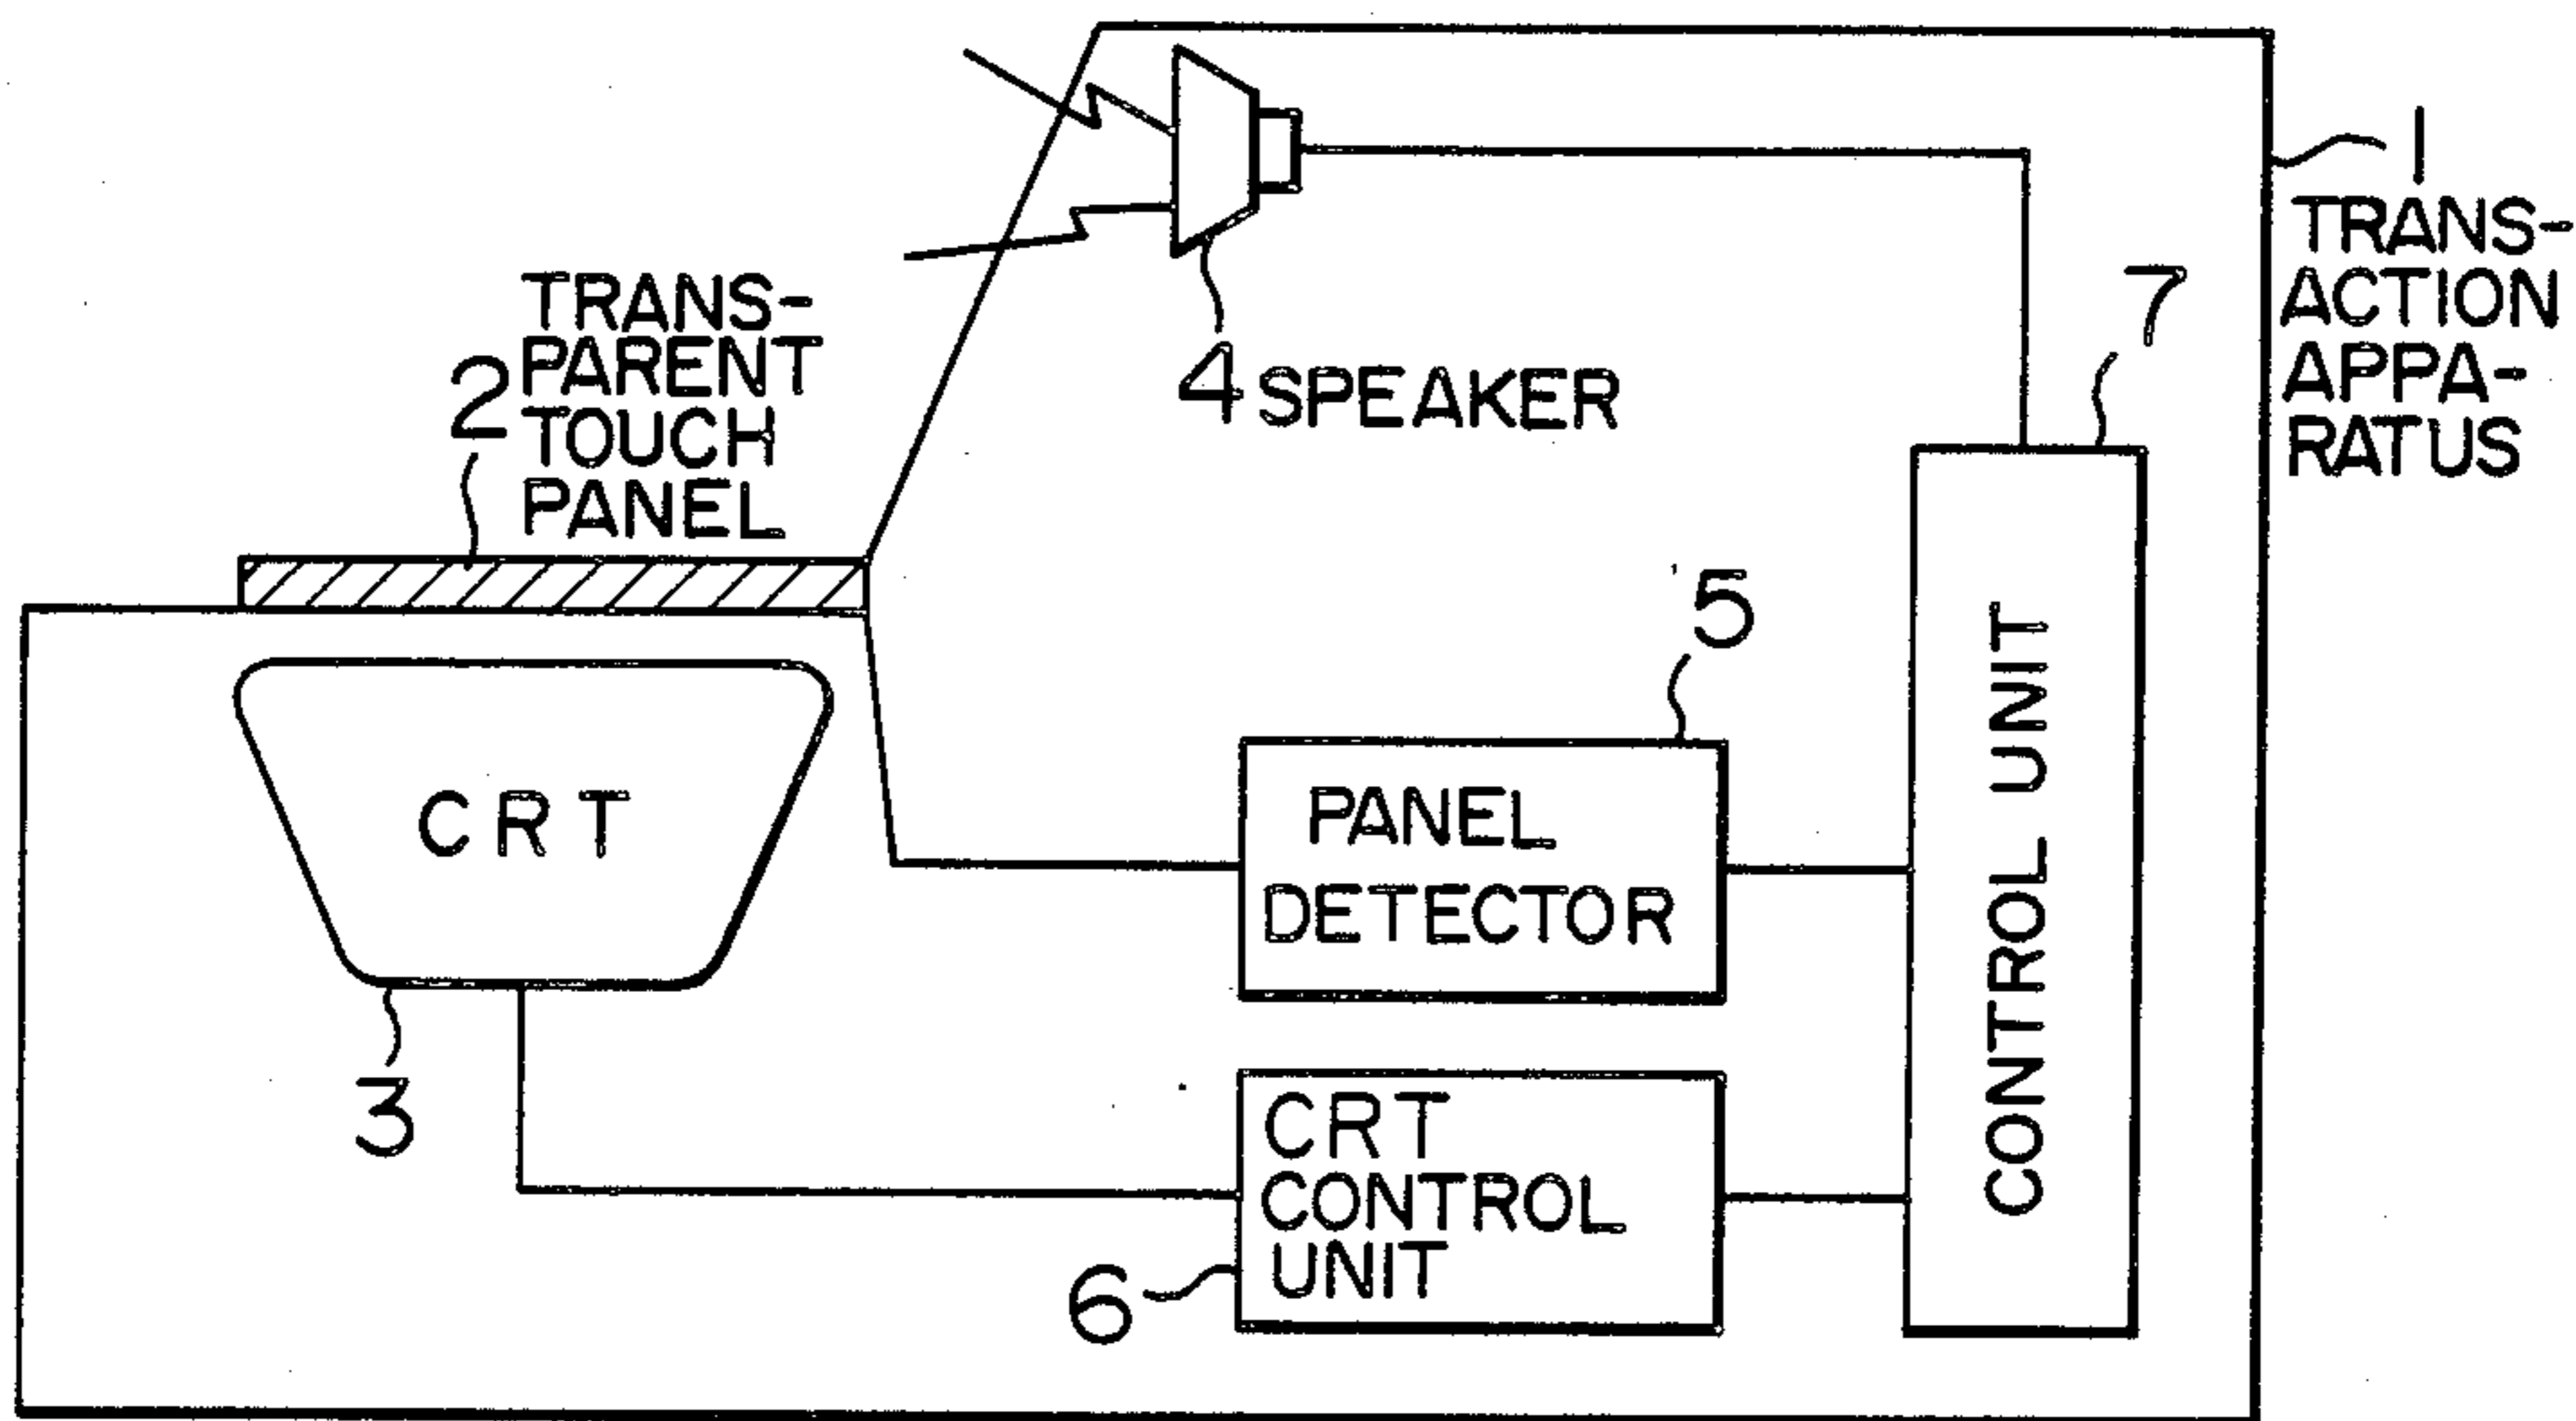 1
TRANS-
ACTION
APPA-
RATUS
2
TRANS-
PARENT
TOUCH
PANEL
4 SPEAKER
7
5
CRT
3
PANEL
DETECTOR
CRT
CONTROL
UNIT
6
CONTROL UNIT